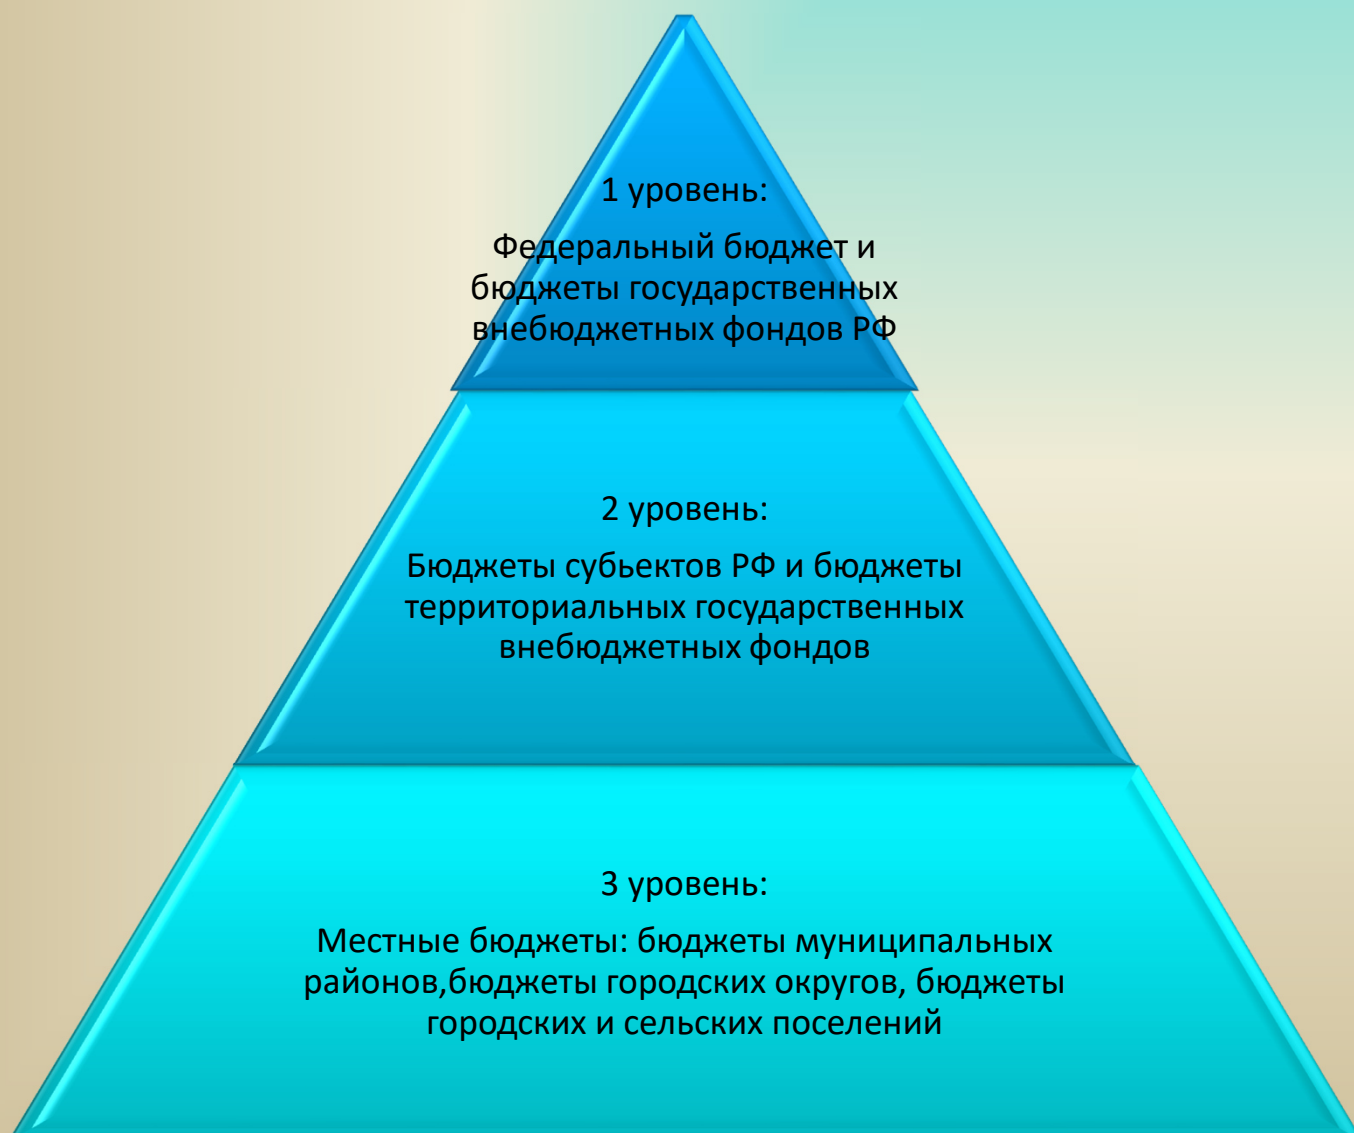 1 уровень:
Федеральный бюджет и
бюджеты государственных
внебюджетных фондов РФ
2 уровень:
Бюджеты субьектов РФ и бюджеты
территориальных государственных
внебюджетных фондов
3 уровень:
Местные бюджеты: бюджеты муниципальных
районов,бюджеты городских округов, бюджеты
городских и сельских поселений